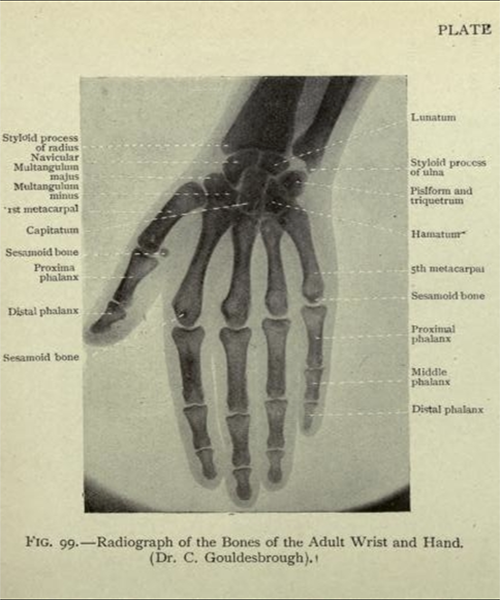 PLATE
Styloid process
of radius
Navicular
Multangulum
majus
Multangulum
minus
1st metacarpal
Capitatum
Sesamoid bone
Proxima
phalanx
Distal phalanx
Sesamoid bone
Lunatum
Styloid process
of ulna
Pisiform and
triquetrum
Hamatum
5th metacarpal
Sesamoid bone
Proximal
phalanx
Middle
phalanx
Distal phalanx
FIG. 99.—Radiograph of the Bones of the Adult Wrist and Hand.
(Dr. C. Gouldesbrough).